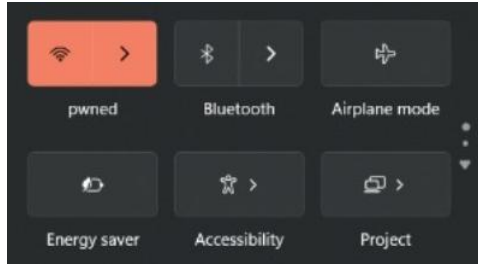 pwned
Bluetooth
Airplane mode
Energy saver
Accessibility
Project